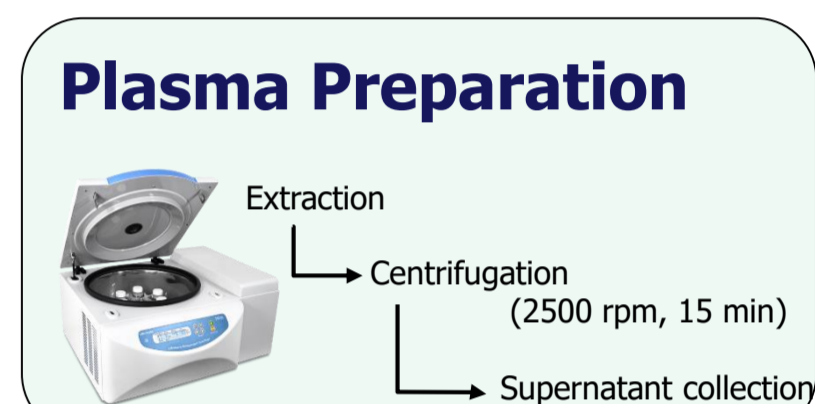 Plasma Preparation
Extraction
Centrifugation
(2500 rpm, 15 min)
Supernatant collection